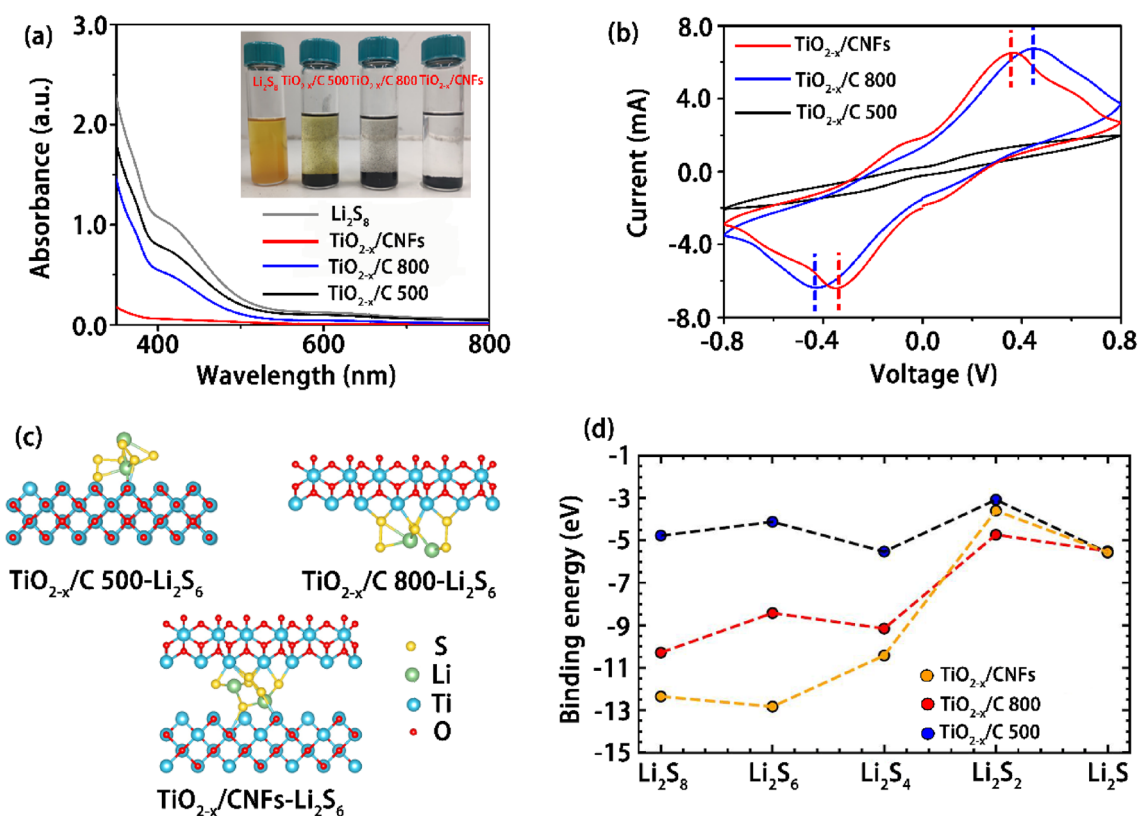 (a)
3.0
2.0
1.0
0.0
Absorbance (a.u.)
Li₂S₈ TiO₂₋ₓ/C 500 TiO₂₋ₓ/C 800 TiO₂₋ₓ/CNFs
Li₂S₈
TiO₂₋ₓ/CNFs
TiO₂₋ₓ/C 800
TiO₂₋ₓ/C 500
400 600 800
Wavelength (nm)
(b)
8.0
4.0
0.0
-4.0
-8.0
Current (mA)
TiO₂₋ₓ/CNFs
TiO₂₋ₓ/C 800
TiO₂₋ₓ/C 500
-0.8 -0.4 0.0 0.4 0.8
Voltage (V)
(c)
TiO₂₋ₓ/C 500-Li₂S₆
TiO₂₋ₓ/C 800-Li₂S₆
S
Li
Ti
O
TiO₂₋ₓ/CNFs-Li₂S₆
(d)
-1
-3
-5
-7
-9
-11
-13
-15
Binding energy (eV)
TiO₂₋ₓ/CNFs
TiO₂₋ₓ/C 800
TiO₂₋ₓ/C 500
Li₂S₈ Li₂S₆ Li₂S₄ Li₂S₂ Li₂S